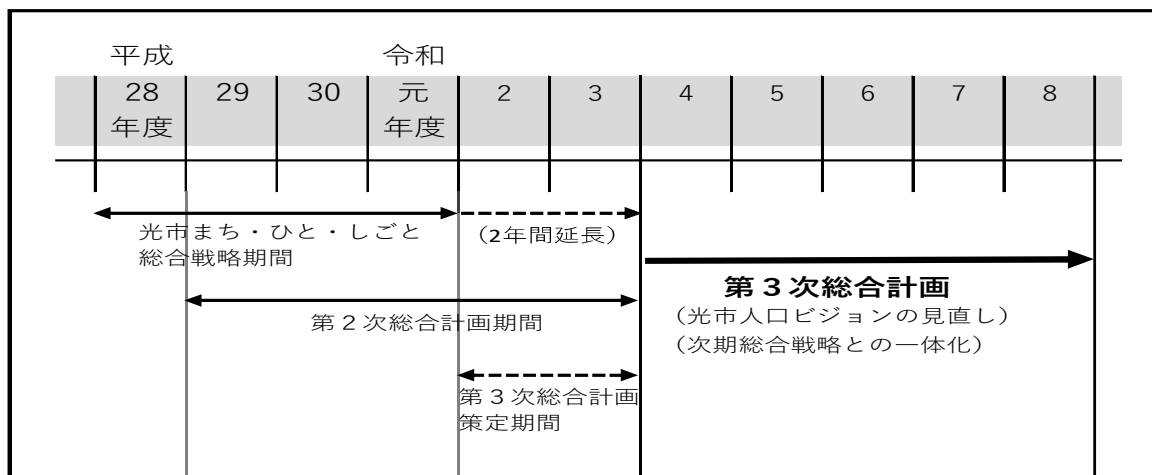 平成 令和
28 29 30 元 2 3 4 5 6 7 8
年度 年度
光市まち・ひと・しごと
総合戦略期間
（2年間延長）
第３次総合計画
（光市人口ビジョンの見直し）
（次期総合戦略との一体化）
第２次総合計画期間
第３次総合計画
策定期間